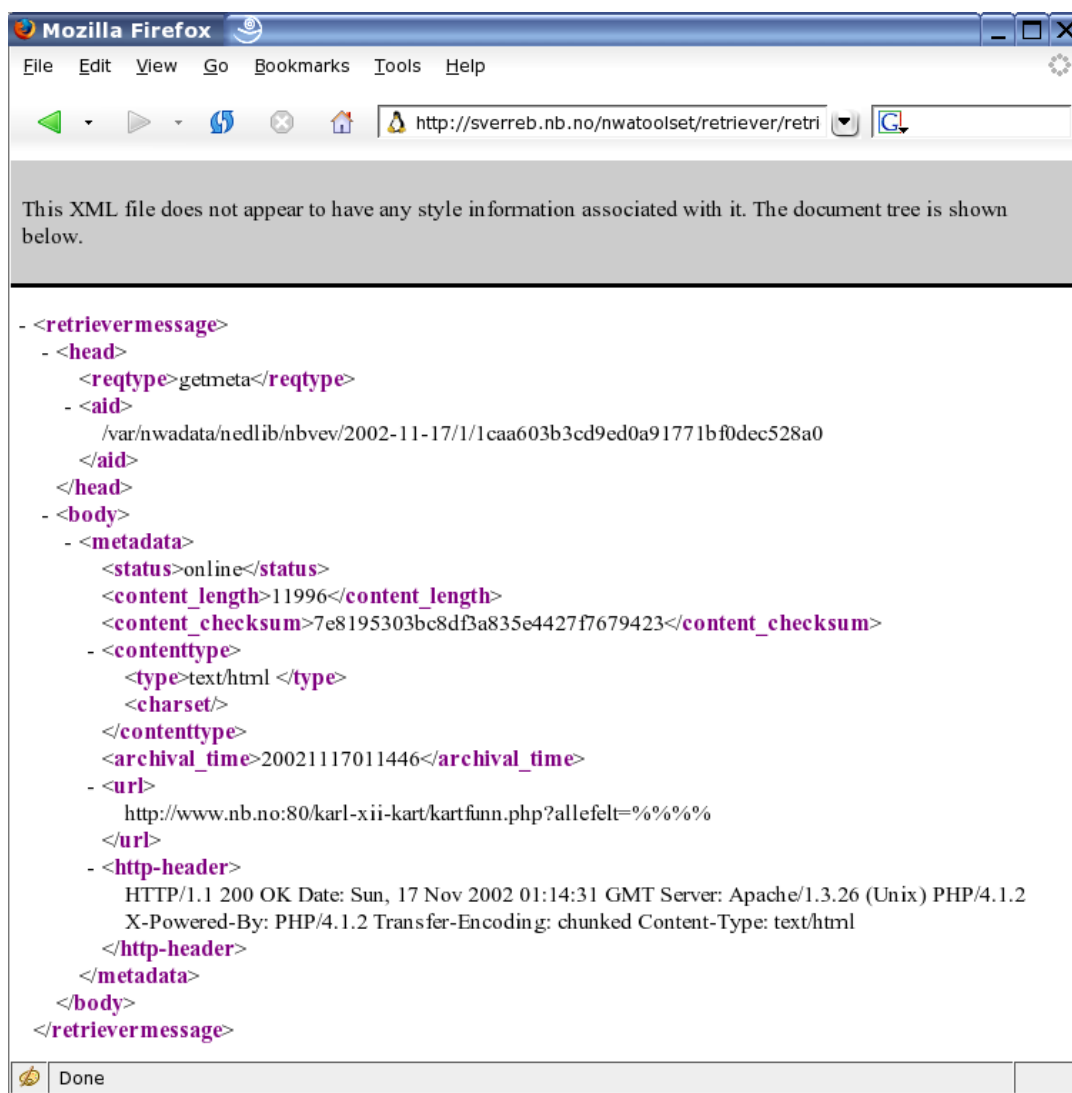 Mozilla Firefox
File Edit View Go Bookmarks Tools Help
http://sverreb.nb.no/nwatoolset/retriever/retri G
This XML file does not appear to have any style information associated with it. The document tree is shown
below.
- <retrievermessage>
- <head>
<reqtype>getmeta</reqtype>
- <aid>
/var/nwadata/nedlib/nbvev/2002-11-17/1/1caa603b3cd9ed0a91771bf0dec528a0
</aid>
</head>
- <body>
- <metadata>
<status>online</status>
<content_length>11996</content_length>
<content_checksum>7e8195303bc8df3a835e4427f7679423</content_checksum>
- <contenttype>
<type>text/html </type>
<charset/>
</contenttype>
<archival_time>20021117011446</archival_time>
- <url>
http://www.nb.no:80/karl-xii-kart/kartfunn.php?allefelt=%%%%
</url>
- <http-header>
HTTP/1.1 200 OK Date: Sun, 17 Nov 2002 01:14:31 GMT Server: Apache/1.3.26 (Unix) PHP/4.1.2
X-Powered-By: PHP/4.1.2 Transfer-Encoding: chunked Content-Type: text/html
</http-header>
</metadata>
</body>
</retrievermessage>
Done